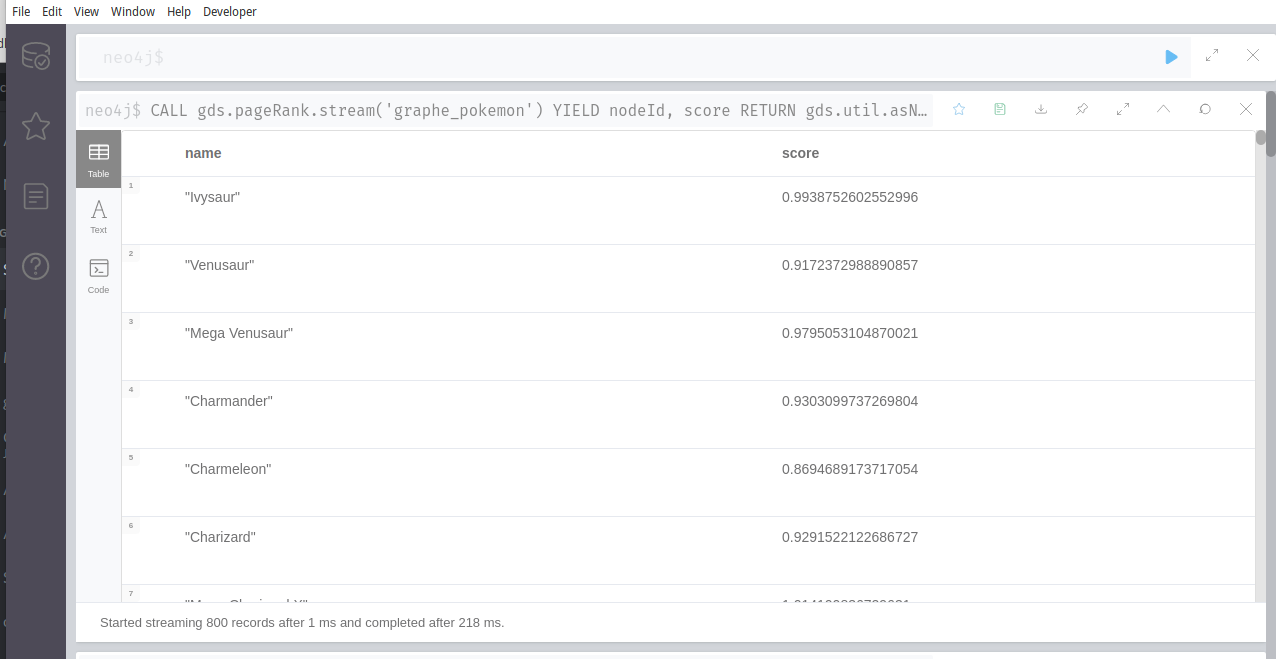 File Edit View Window Help Developer
neo4j$
neo4j$ CALL gds.pageRank.stream('graphe_pokemon') YIELD nodeId, score RETURN gds.util.asN…
Table
Text
Code
name score
1 "Ivysaur" 0.9938752602552996
2 "Venusaur" 0.9172372988890857
3 "Mega Venusaur" 0.9795053104870021
4 "Charmander" 0.9303099737269804
5 "Charmeleon" 0.8694689173717054
6 "Charizard" 0.9291522122686727
7
Started streaming 800 records after 1 ms and completed after 218 ms.